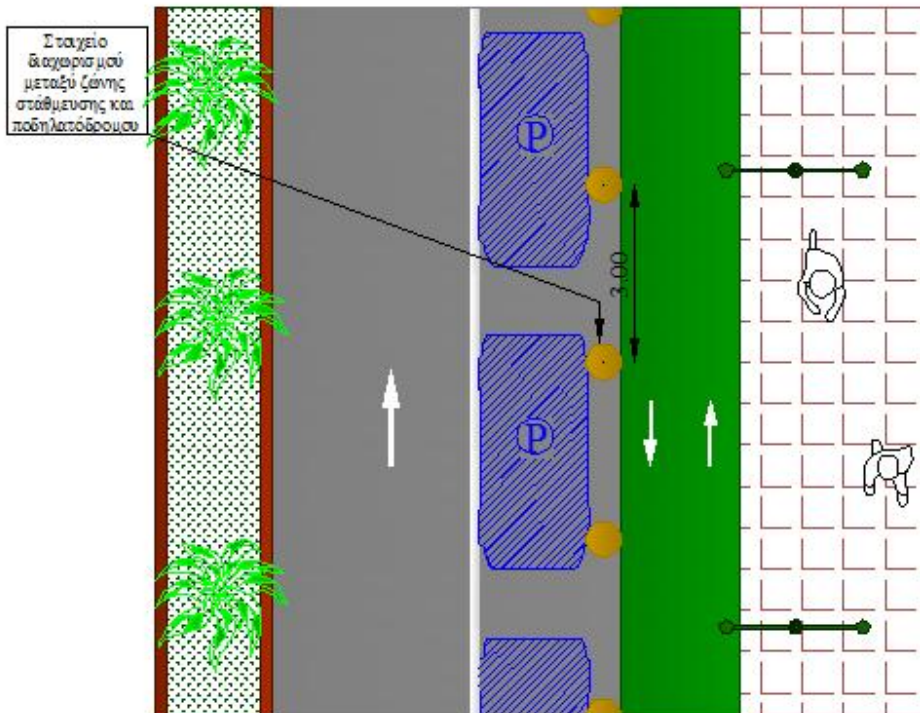 Στοιχείο
διαχωρισμού
μεταξύ ζώνης
στάθμευσης και
ποδηλατόδρομου
P
3.00
P